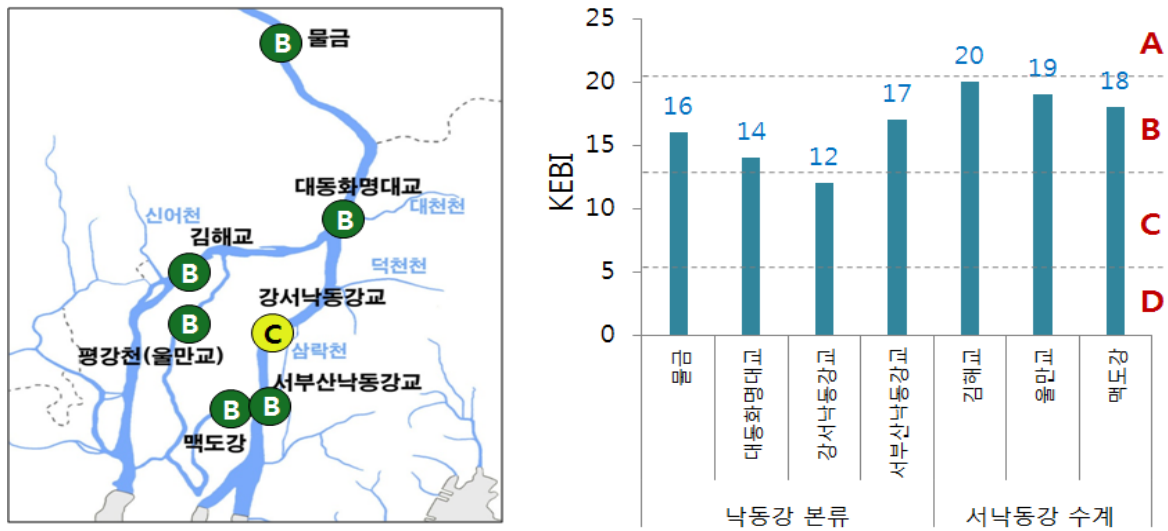 B 물금
대동화명대교
B 대천천
신어천
김해교
B
덕천천
강서낙동강교
B
C
평강천(울만교)
삼락천
서부산낙동강교
B B
맥도강
25
20
15
10
5
0
KEBI
16
14
12
17
20
19
18
A
B
C
D
물금
대동화명대교
강서낙동강교
서부산낙동강교
김해교
울만교
맥도강
낙동강 본류
서낙동강 수계